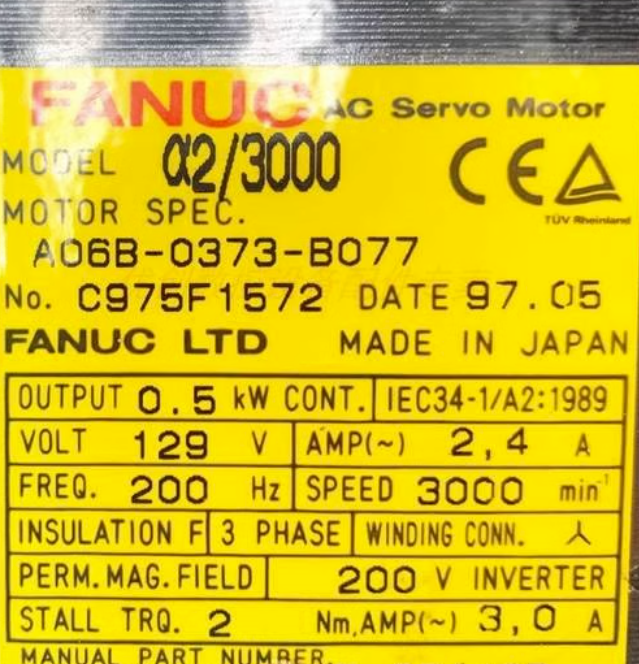 FANUC AC Servo Motor
MODEL α2/3000
CE
TÜV Rheinland
MOTOR SPEC.
A06B-0373-B077
No. C975F1572 DATE 97.05
FANUC LTD MADE IN JAPAN
OUTPUT 0.5 kW CONT. IEC34-1/A2:1989
VOLT 129 V AMP(~) 2,4 A
FREQ. 200 Hz SPEED 3000 min⁻¹
INSULATION F 3 PHASE WINDING CONN. ⅄
PERM.MAG.FIELD 200 V INVERTER
STALL TRQ. 2 Nm,AMP(~) 3,0 A
MANUAL PART NUMBER.